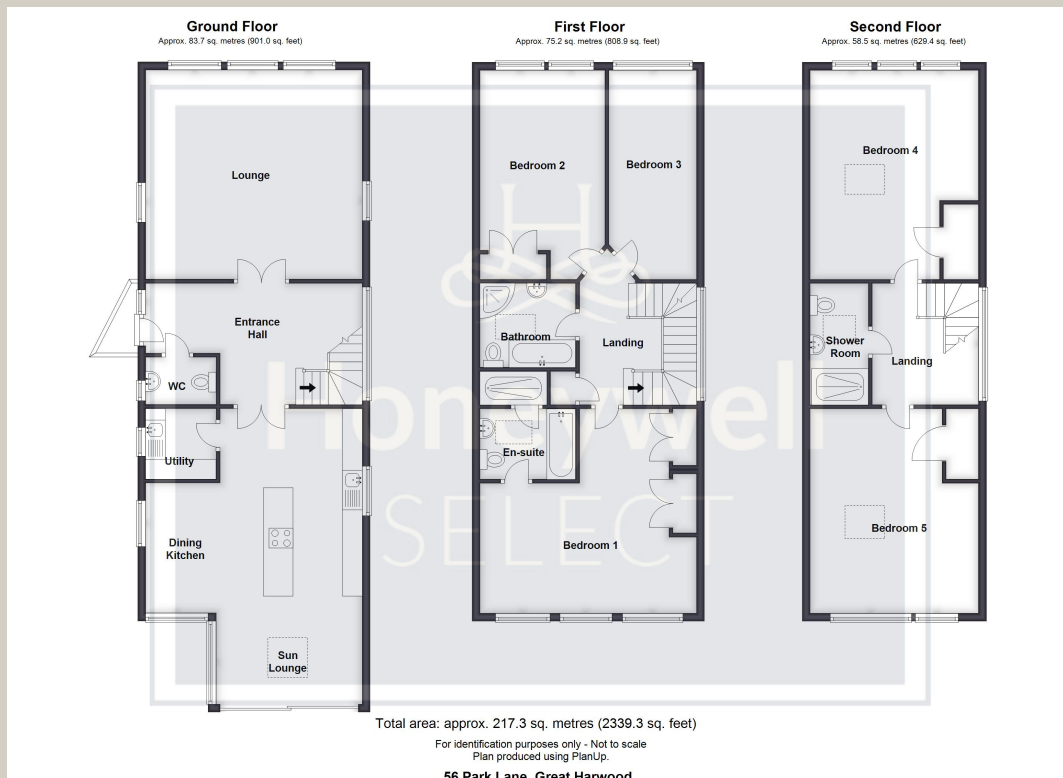 Ground Floor
Approx. 83.7 sq. metres (901.0 sq. feet)
First Floor
Approx. 75.2 sq. metres (808.9 sq. feet)
Second Floor
Approx. 58.5 sq. metres (629.4 sq. feet)
Lounge
Entrance
Hall
WC
Utility
Dining
Kitchen
Sun
Lounge
Bedroom 2
Bedroom 3
Bathroom
Landing
En-suite
Bedroom 1
Bedroom 4
Shower
Room
Landing
Bedroom 5
Honeywell
SELECT
Total area: approx. 217.3 sq. metres (2339.3 sq. feet)
For identification purposes only - Not to scale
Plan produced using PlanUp.
56 Park Lane, Great Harwood